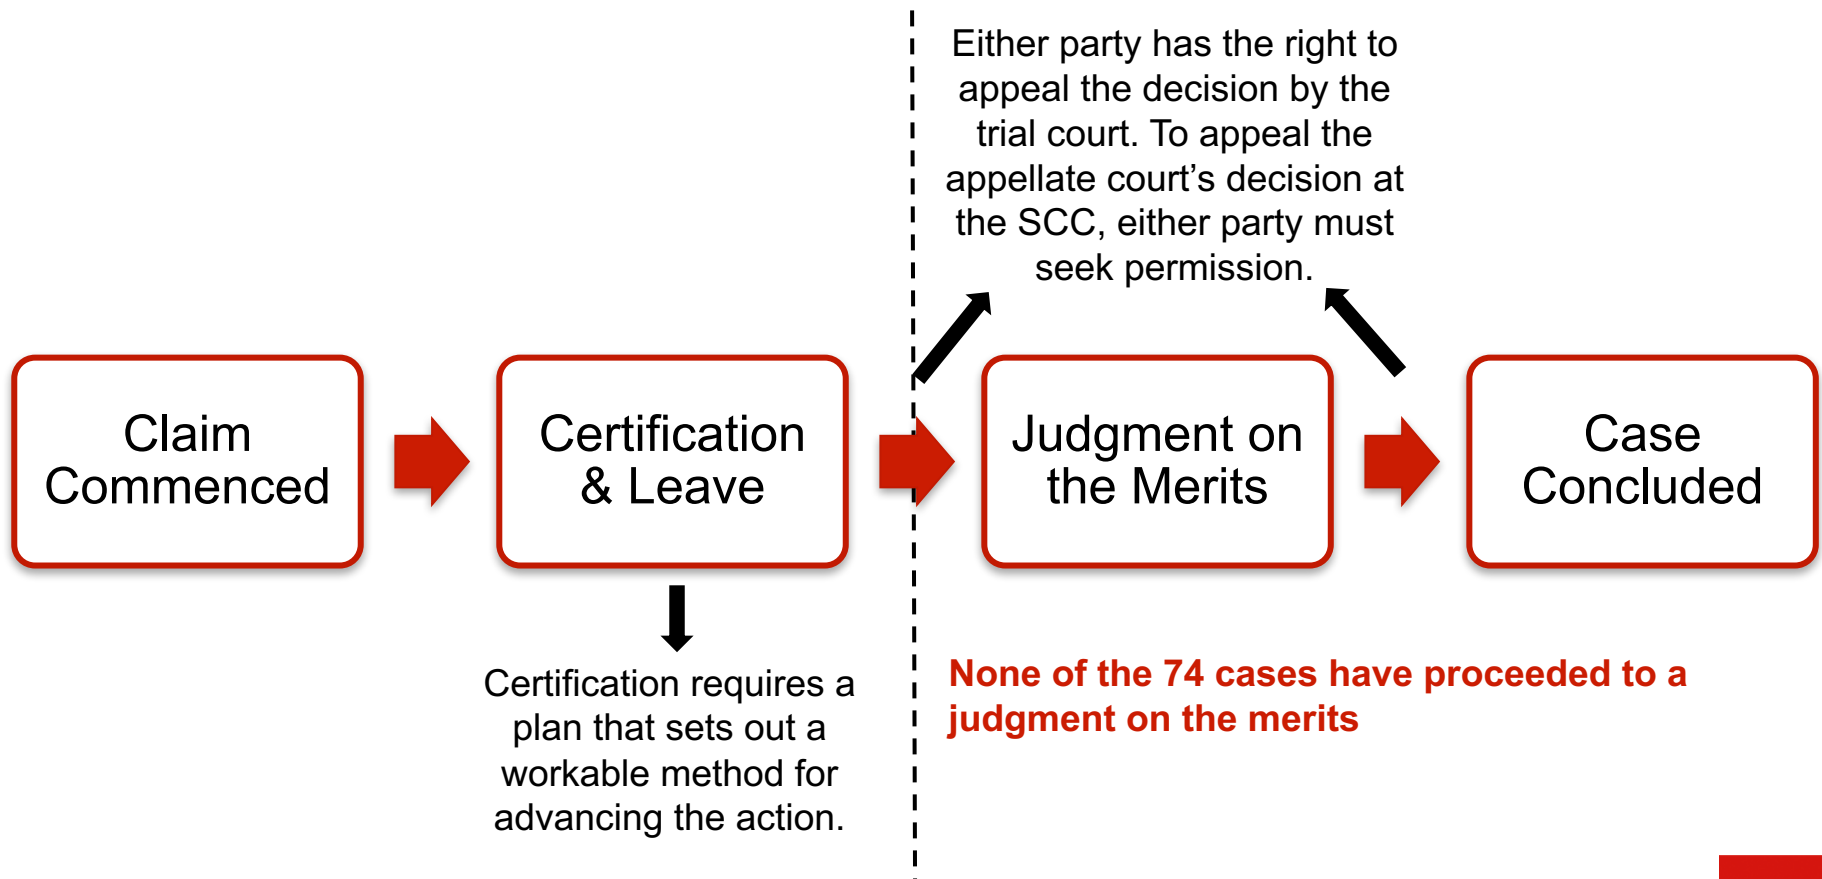 Either party has the right to
appeal the decision by the
trial court. To appeal the
appellate court’s decision at
the SCC, either party must
seek permission.
Claim
Commenced
Certification
& Leave
Judgment on
the Merits
Case
Concluded
Certification requires a
plan that sets out a
workable method for
advancing the action.
None of the 74 cases have proceeded to a
judgment on the merits